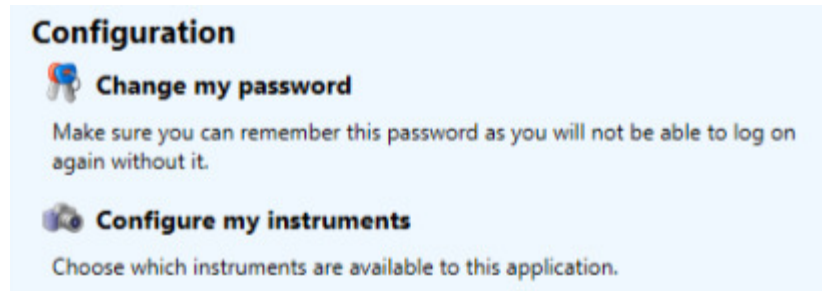 Configuration
Change my password
Make sure you can remember this password as you will not be able to log on
again without it.
Configure my instruments
Choose which instruments are available to this application.